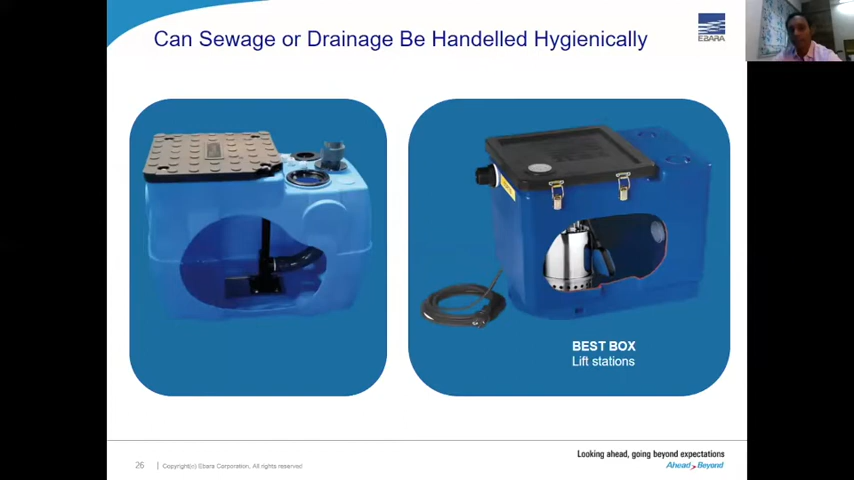 Can Sewage or Drainage Be Handelled Hygienically
EBARA
BEST BOX
Lift stations
26
Copyright(c) Ebara Corporation, All rights reserved
Looking ahead, going beyond expectations
Ahead Beyond